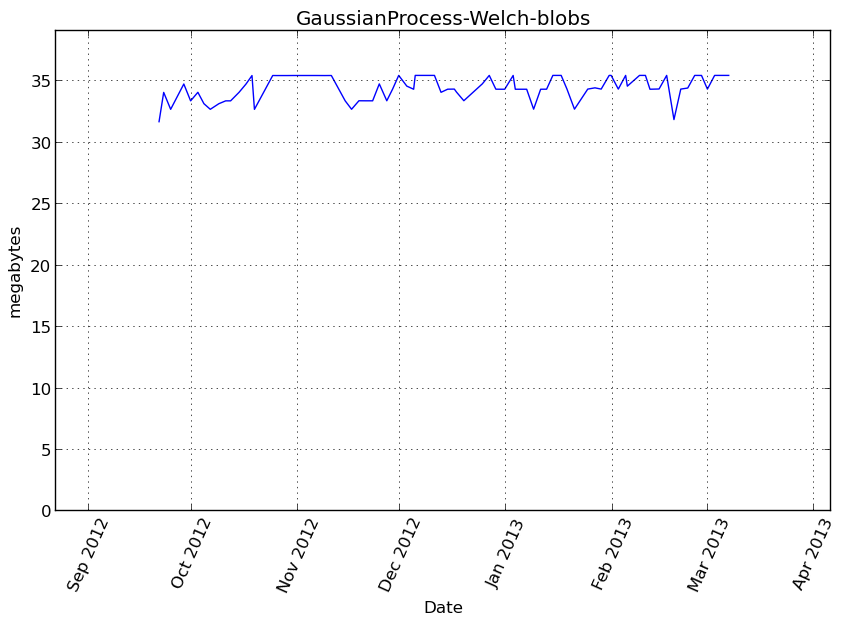 GaussianProcess-Welch-blobs
megabytes
35
30
25
20
15
10
5
0
Sep 2012
Oct 2012
Nov 2012
Dec 2012
Jan 2013
Feb 2013
Mar 2013
Apr 2013
Date